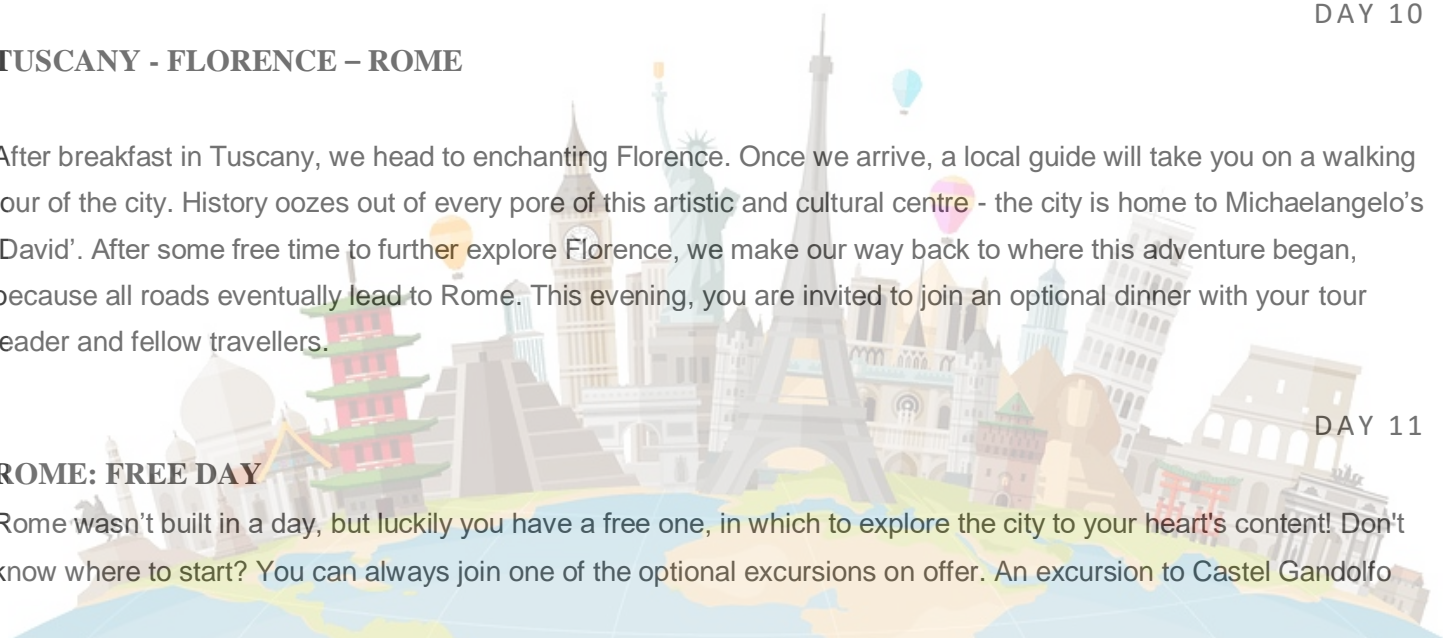 DAY 10
TUSCANY - FLORENCE – ROME
After breakfast in Tuscany, we head to enchanting Florence. Once we arrive, a local guide will take you on a walking
tour of the city. History oozes out of every pore of this artistic and cultural centre - the city is home to Michaelangelo’s
‘David’. After some free time to further explore Florence, we make our way back to where this adventure began,
because all roads eventually lead to Rome. This evening, you are invited to join an optional dinner with your tour
leader and fellow travellers.
DAY 11
ROME: FREE DAY
Rome wasn’t built in a day, but luckily you have a free one, in which to explore the city to your heart's content! Don't
know where to start? You can always join one of the optional excursions on offer. An excursion to Castel Gandolfo